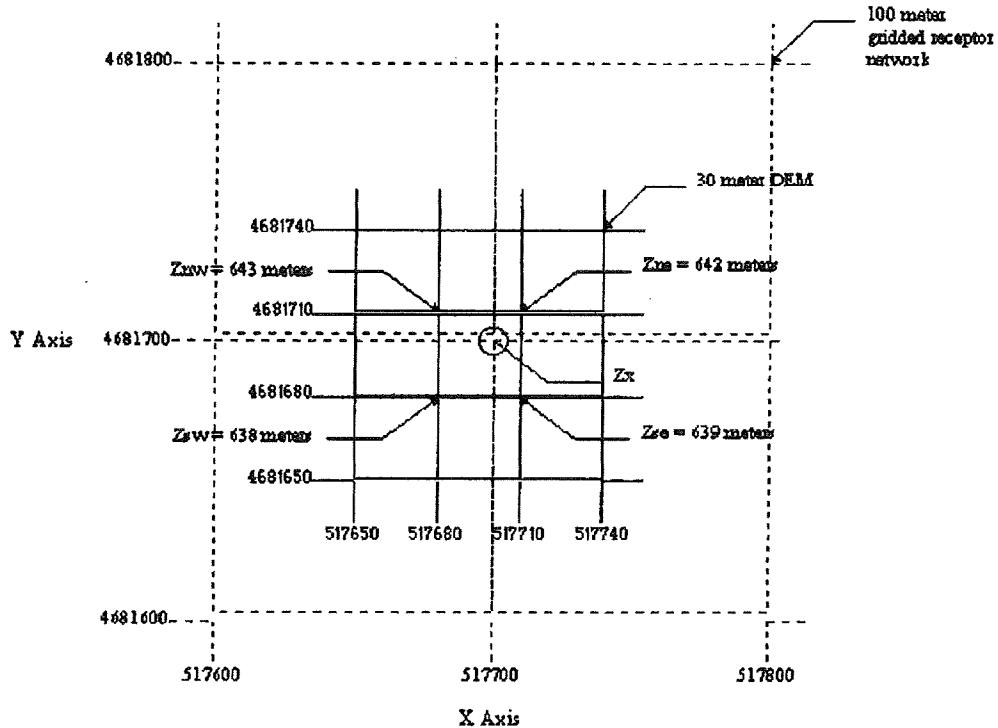 100 meter
gridded receptor
network
4681800
30 meter DEM
4681740
Znw = 643 meters
Zne = 642 meters
4681710
Y Axis
4681700
Zx
4681680
Zsw = 638 meters
Zse = 639 meters
4681650
517650
517680
517710
517740
4681600
517600
517700
517800
X Axis